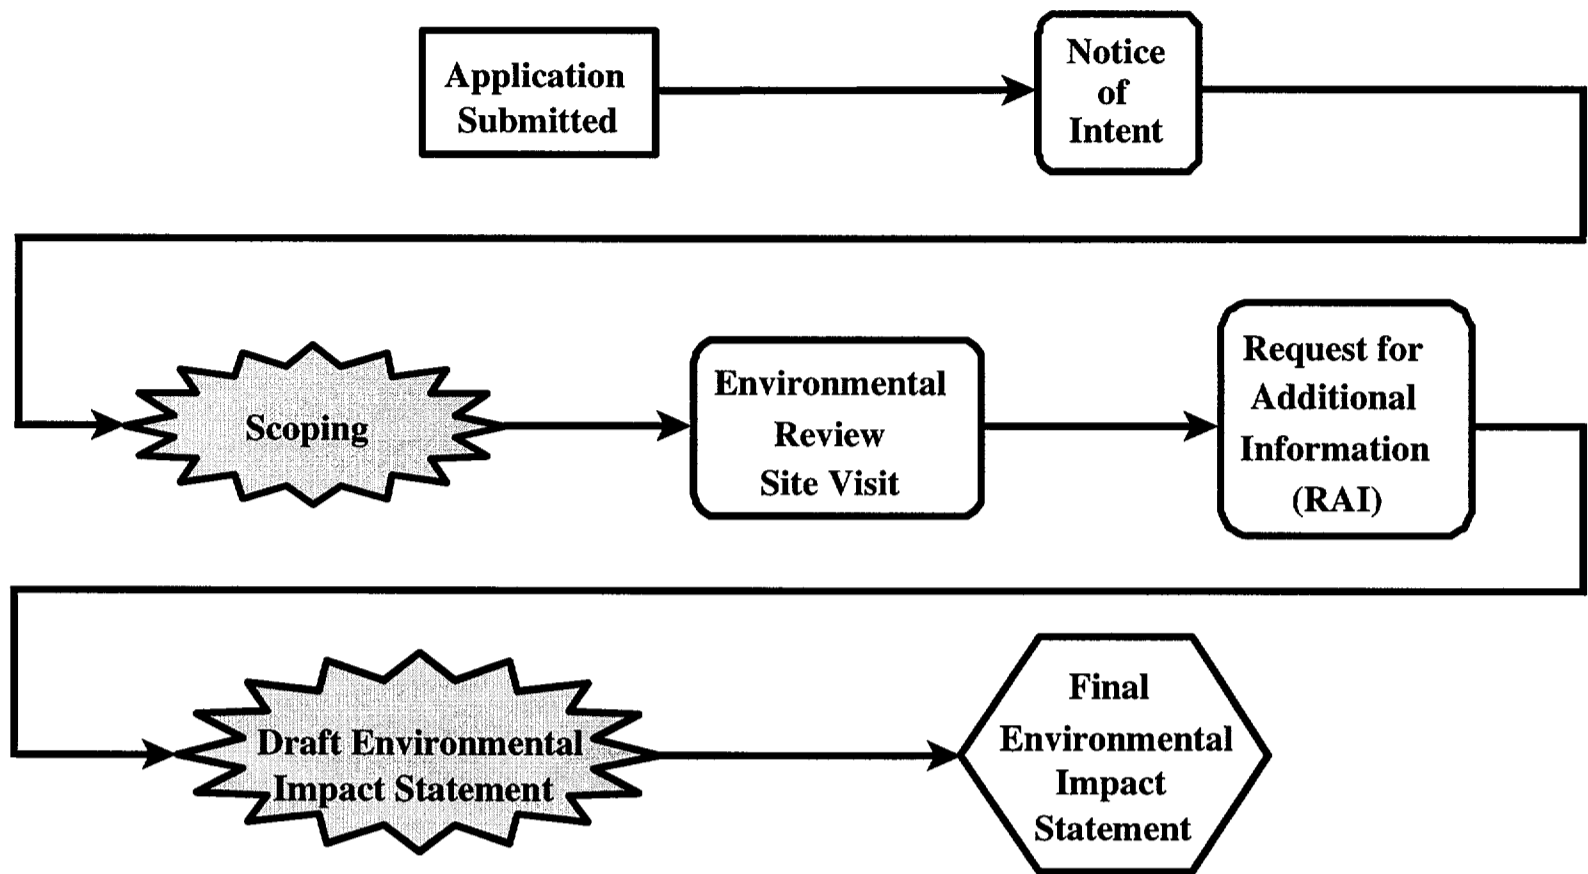 Application
Submitted
Notice
of
Intent
Scoping
Environmental
Review
Site Visit
Request for
Additional
Information
(RAI)
Draft Environmental
Impact Statement
Final
Environmental
Impact
Statement